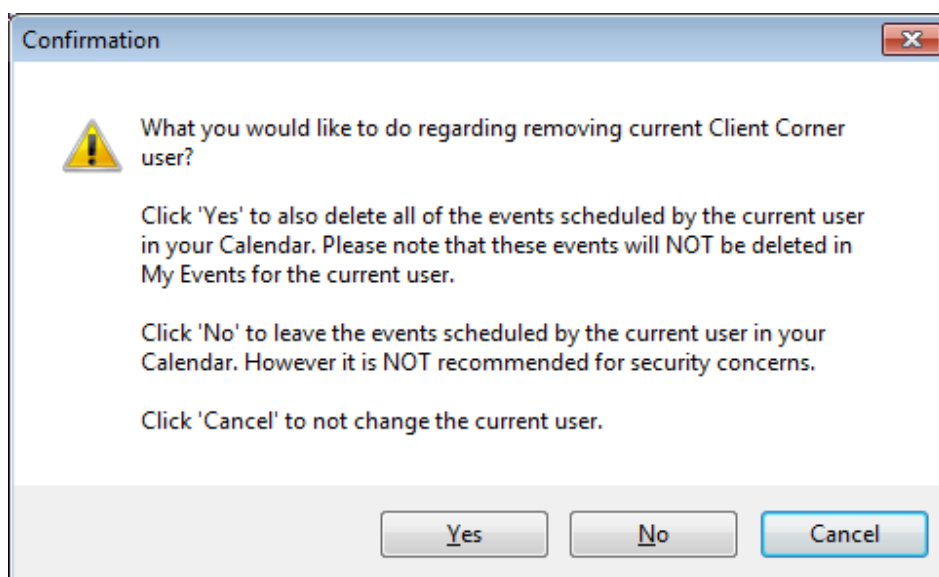 Confirmation
What you would like to do regarding removing current Client Corner
user?
Click 'Yes' to also delete all of the events scheduled by the current user
in your Calendar. Please note that these events will NOT be deleted in
My Events for the current user.
Click 'No' to leave the events scheduled by the current user in your
Calendar. However it is NOT recommended for security concerns.
Click 'Cancel' to not change the current user.
Yes
No
Cancel